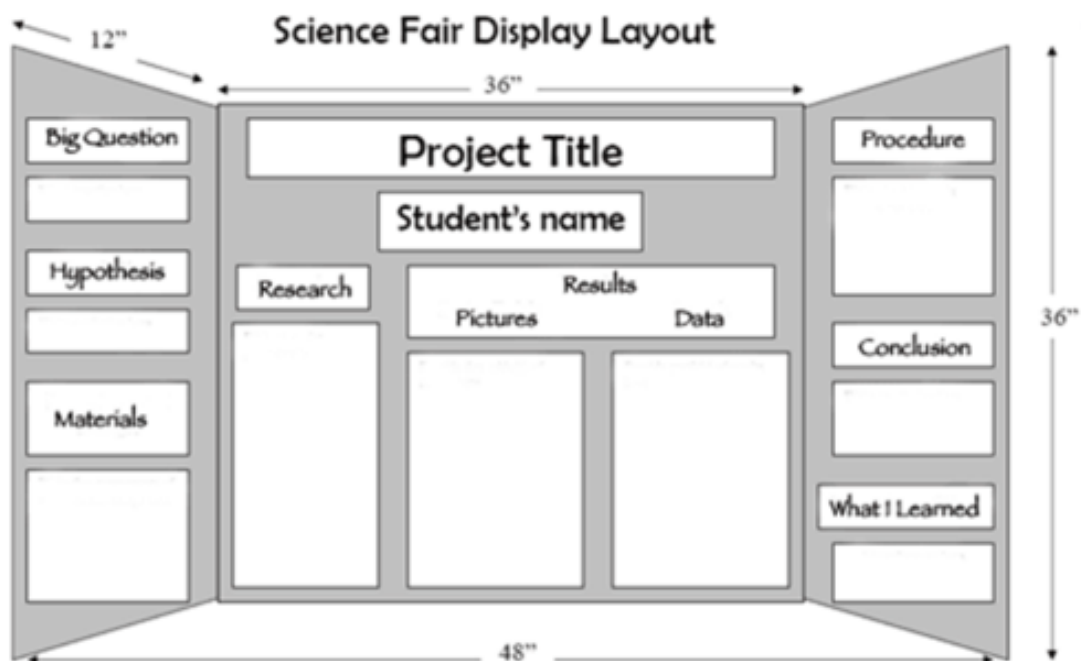 Science Fair Display Layout
12”
36”
Big Question
Project Title
Procedure
Student’s name
Hypothesis
Research
Results
Pictures Data
36”
Conclusion
Materials
What I Learned
48”